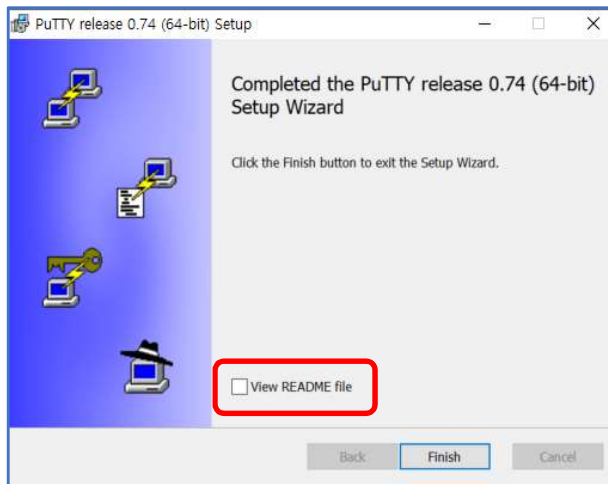 PuTTY release 0.74 (64-bit) Setup
Completed the PuTTY release 0.74 (64-bit)
Setup Wizard
Click the Finish button to exit the Setup Wizard.
View README file
Back Finish Cancel